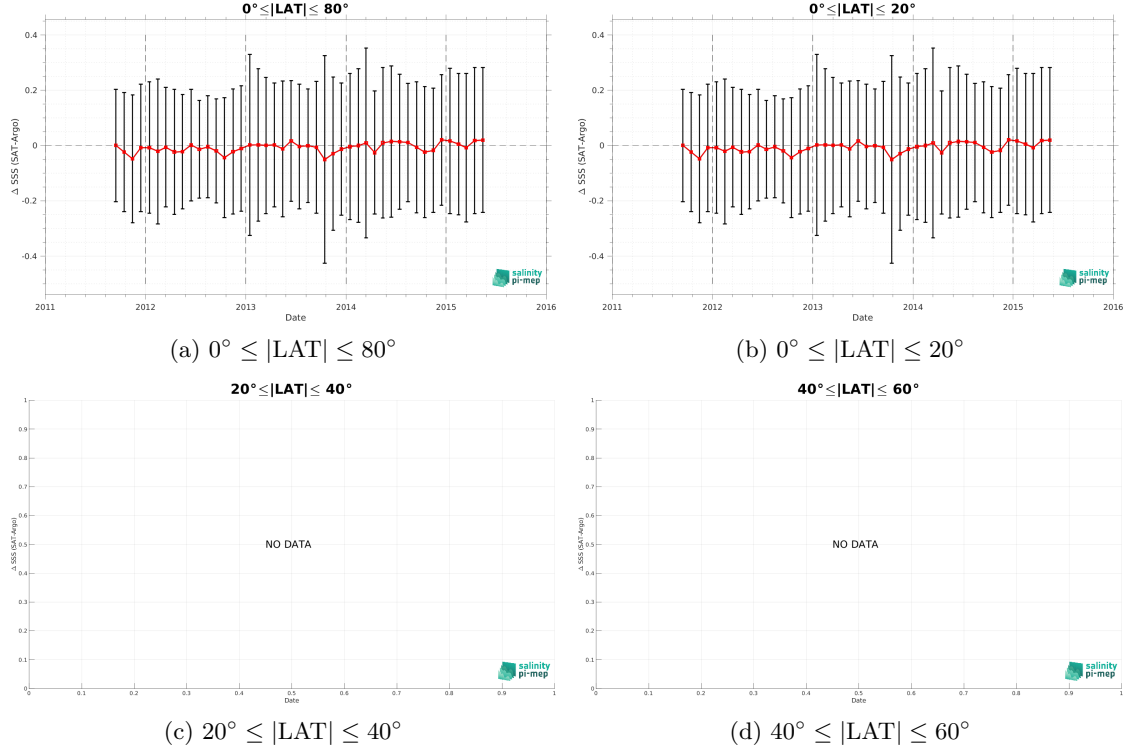 0°≤|LAT|≤ 80°
0.4
0.2
0
-0.2
-0.4
Δ SSS (SAT-Argo)
2011 2012 2013 2014 2015 2016
Date
salinity
pi-mep
(a) 0° ≤ |LAT| ≤ 80°
0°≤|LAT|≤ 20°
0.4
0.2
0
-0.2
-0.4
Δ SSS (SAT-Argo)
2011 2012 2013 2014 2015 2016
Date
salinity
pi-mep
(b) 0° ≤ |LAT| ≤ 20°
20°≤|LAT|≤ 40°
1
0.9
0.8
0.7
0.6
0.5
0.4
0.3
0.2
0.1
0
Δ SSS (SAT-Argo)
NO DATA
0 0.1 0.2 0.3 0.4 0.5 0.6 0.7 0.8 0.9 1
Date
salinity
pi-mep
(c) 20° ≤ |LAT| ≤ 40°
40°≤|LAT|≤ 60°
1
0.9
0.8
0.7
0.6
0.5
0.4
0.3
0.2
0.1
0
Δ SSS (SAT-Argo)
NO DATA
0 0.1 0.2 0.3 0.4 0.5 0.6 0.7 0.8 0.9 1
Date
salinity
pi-mep
(d) 40° ≤ |LAT| ≤ 60°